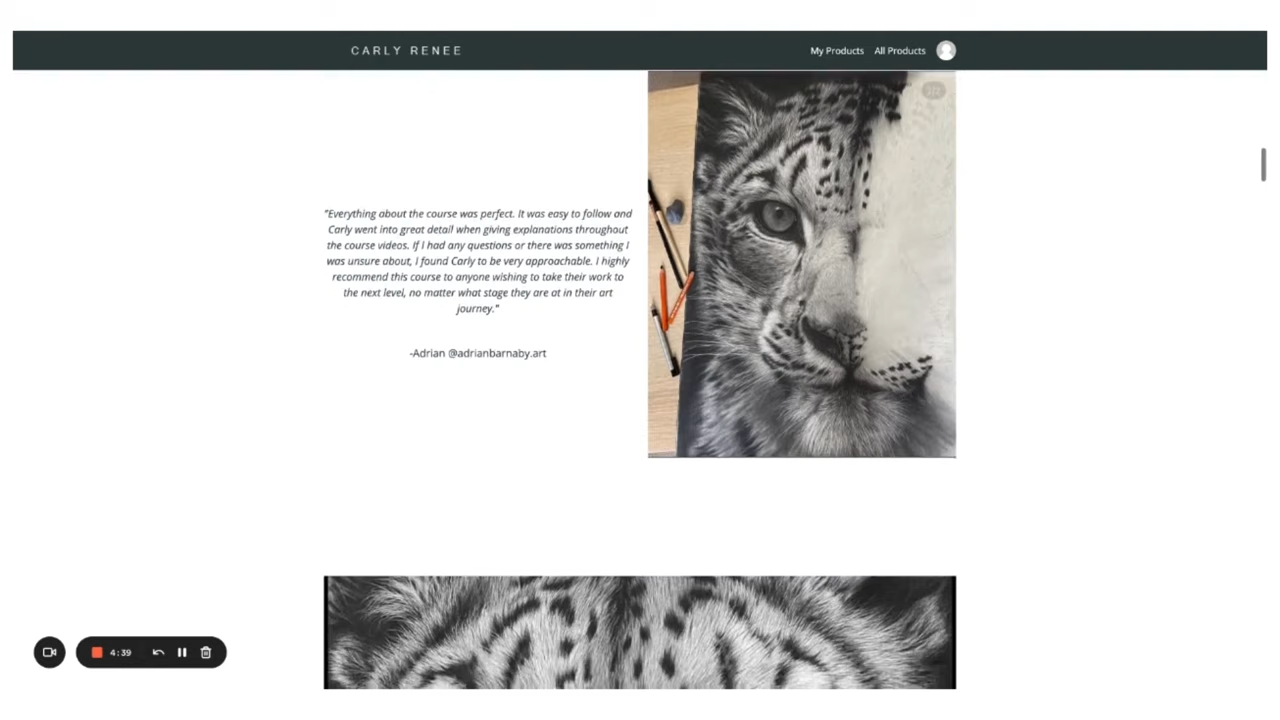 CARLY RENEE
My Products All Products
"Everything about the course was perfect. It was easy to follow and
Carly went into great detail when giving explanations throughout
the course videos. If I had any questions or there was something I
was unsure about, I found Carly to be very approachable. I highly
recommend this course to anyone wishing to take their work to
the next level, no matter what stage they are at in their art
journey."
-Adrian @adrianbarnaby.art
4:39